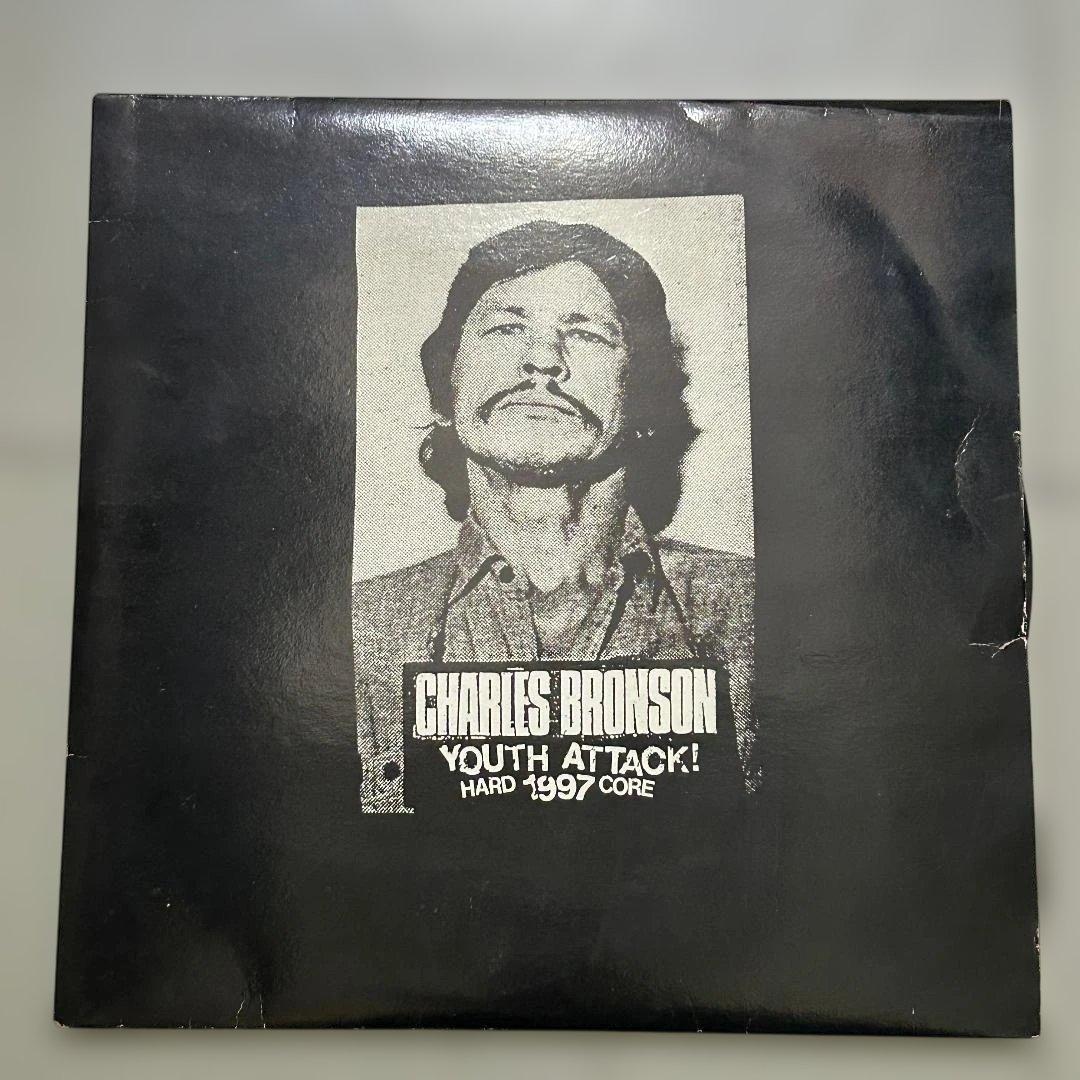 CHARLES BRONSON
YOUTH ATTACK!
HARD 1997 CORE